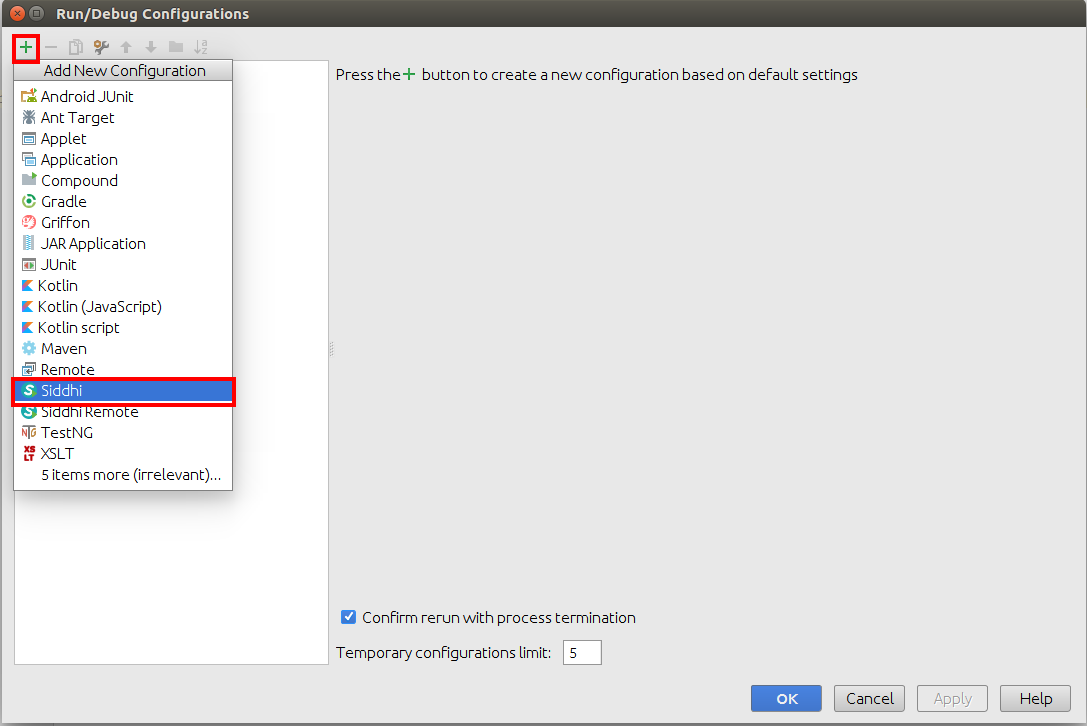 Run/Debug Configurations
Add New Configuration
Press the + button to create a new configuration based on default settings
Android JUnit
Ant Target
Applet
Application
Compound
Gradle
Griffon
JAR Application
JUnit
Kotlin
Kotlin (JavaScript)
Kotlin script
Maven
Remote
Siddhi
Siddhi Remote
TestNG
XSLT
5 items more (irrelevant)...
Confirm rerun with process termination
Temporary configurations limit: 5
OK Cancel Apply Help